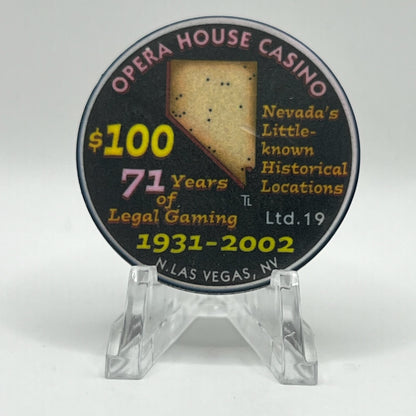 OPERA HOUSE CASINO
$100
Nevada's
Little-
known
Historical
Locations
71 Years
of
Legal Gaming
TL
Ltd. 19
1931-2002
N. LAS VEGAS, NV